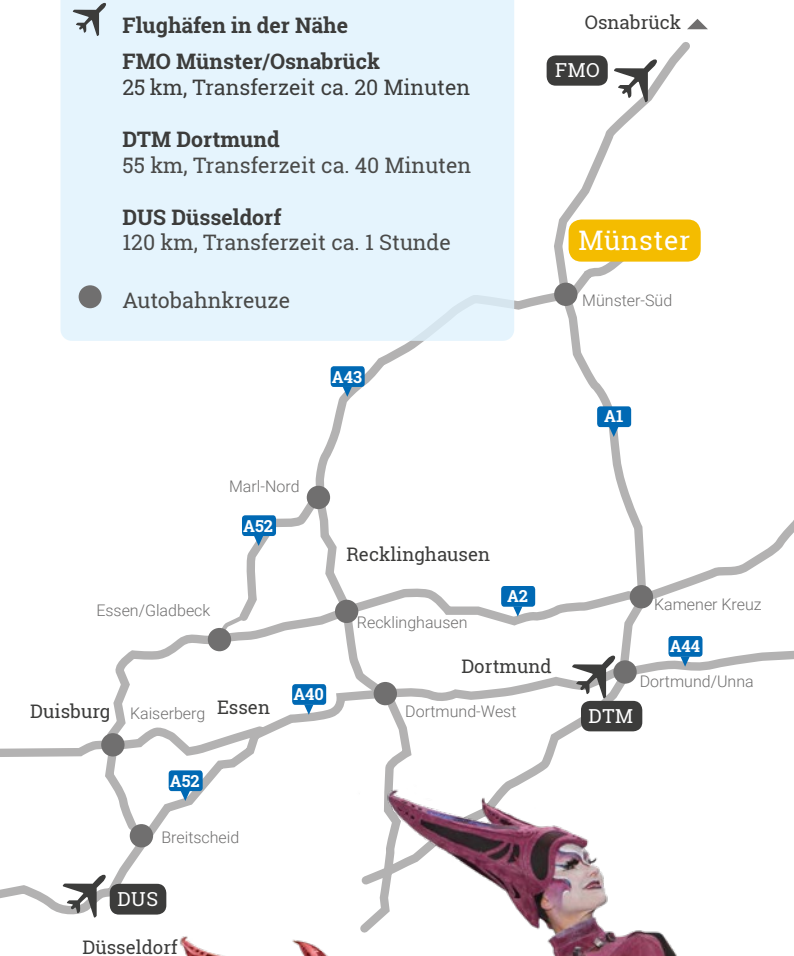 Flughäfen in der Nähe
FMO Münster/Osnabrück
25 km, Transferzeit ca. 20 Minuten
DTM Dortmund
55 km, Transferzeit ca. 40 Minuten
DUS Düsseldorf
120 km, Transferzeit ca. 1 Stunde
Autobahnkreuze
Osnabrück
FMO
Münster
Münster-Süd
A43
A1
Marl-Nord
A52
Recklinghausen
A2
Essen/Gladbeck
Recklinghausen
Kamener Kreuz
A44
Dortmund
Dortmund/Unna
A40
Duisburg
Kaiserberg
Essen
Dortmund-West
DTM
A52
Breitscheid
DUS
Düsseldorf